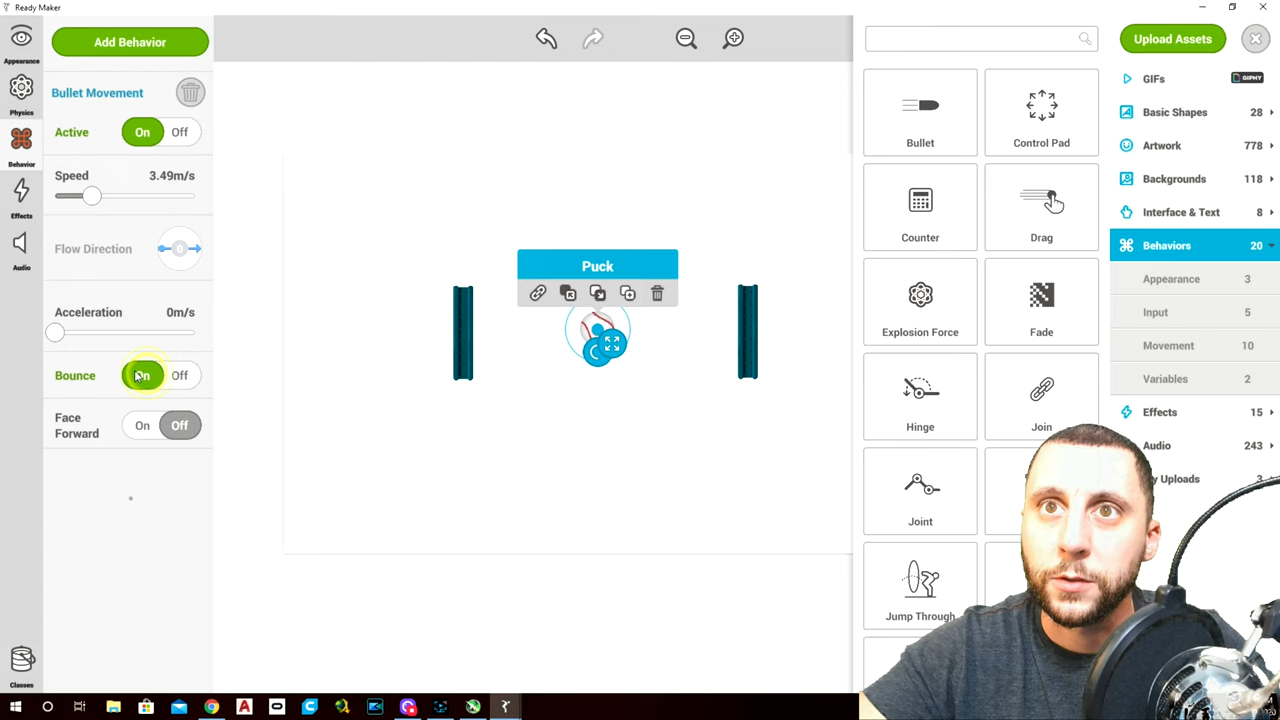 Ready Maker
Appearance
Physics
Behavior
Effects
Audio
Classes
Add Behavior
Bullet Movement
Active
On
Off
Speed
3.49m/s
Flow Direction
Acceleration
0m/s
Bounce
Off
Face
Forward
On
Off
Puck
Bullet
Control Pad
Counter
Drag
Explosion Force
Fade
Hinge
Join
Joint
Jump Through
Upload Assets
GIFs
GIPHY
Basic Shapes
28
Artwork
778
Backgrounds
118
Interface & Text
8
Behaviors
20
Appearance
3
Input
5
Movement
10
Variables
2
Effects
15
Audio
243
Uploads